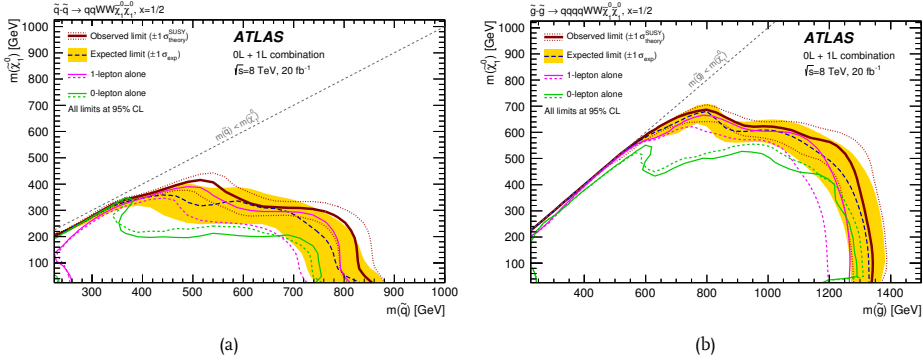 q̃-q̃ → qqWWχ̃₁⁰χ̃₁⁰, x=1/2
m(χ̃₁⁰) [GeV]
1000
900
800
700
600
500
400
300
200
100
ATLAS
0L + 1L combination
√s=8 TeV, 20 fb⁻¹
Observed limit (±1 σ_theory^SUSY)
Expected limit (±1 σ_exp)
1-lepton alone
0-lepton alone
All limits at 95% CL
m(q̃) < m(χ̃₁⁰)
300 400 500 600 700 800 900 1000
m(q̃) [GeV]
(a)
g̃-g̃ → qqqqWWχ̃₁⁰χ̃₁⁰, x=1/2
m(χ̃₁⁰) [GeV]
1000
900
800
700
600
500
400
300
200
100
ATLAS
0L + 1L combination
√s=8 TeV, 20 fb⁻¹
Observed limit (±1 σ_theory^SUSY)
Expected limit (±1 σ_exp)
1-lepton alone
0-lepton alone
All limits at 95% CL
m(g̃) < m(χ̃₁⁰)
400 600 800 1000 1200 1400
m(g̃) [GeV]
(b)